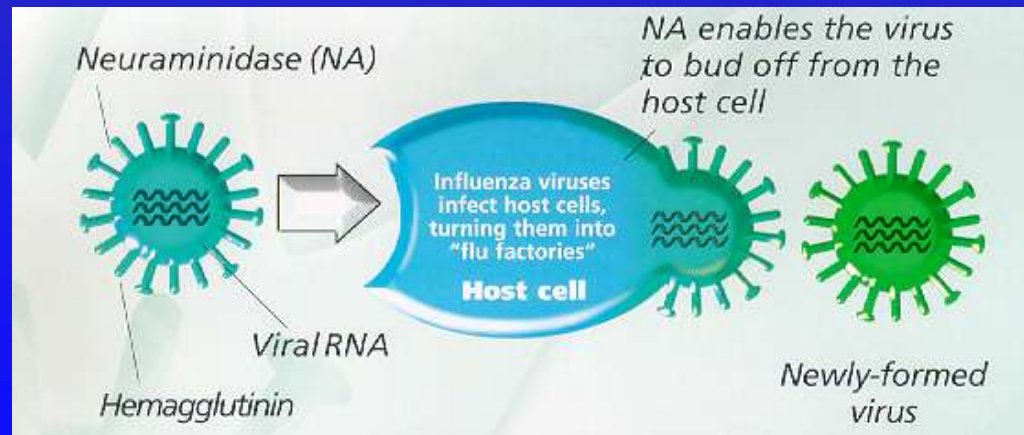 Neuraminidase (NA)
NA enables the virus
to bud off from the
host cell
Influenza viruses
infect host cells,
turning them into
"flu factories"
Host cell
Viral RNA
Hemagglutinin
Newly-formed
virus